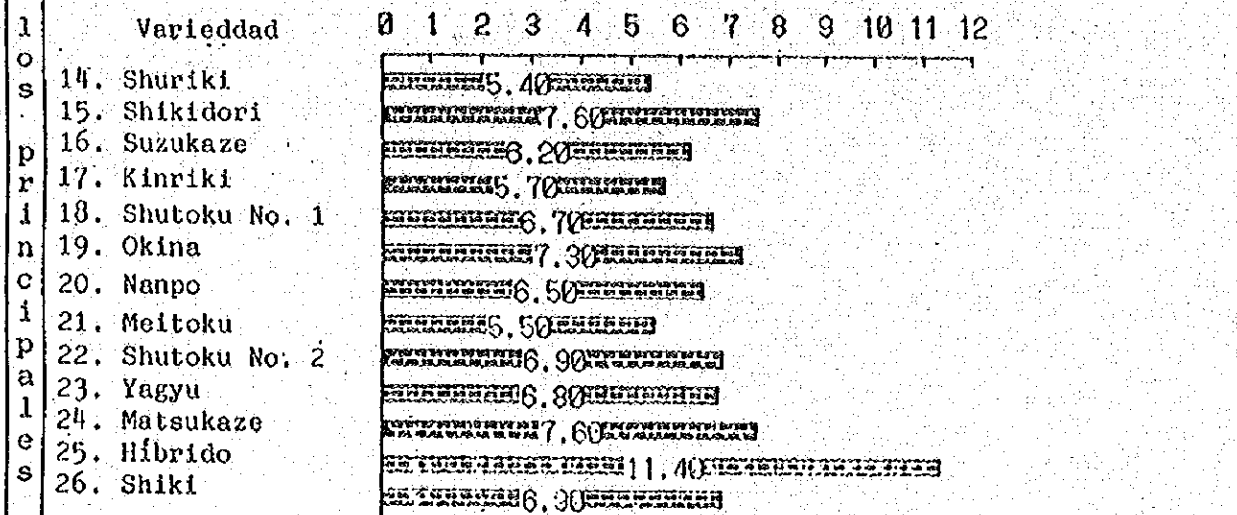 los principales
Varieddad 0 1 2 3 4 5 6 7 8 9 10 11 12
14. Shuriki 5.40
15. Shikidori 7.60
16. Suzukaze 6.20
17. Kinriki 5.70
18. Shutoku No. 1 6.70
19. Okina 7.30
20. Nanpo 6.50
21. Meitoku 5.50
22. Shutoku No. 2 6.90
23. Yagyu 6.80
24. Matsukaze 7.60
25. Híbrido 11.40
26. Shiki 6.90